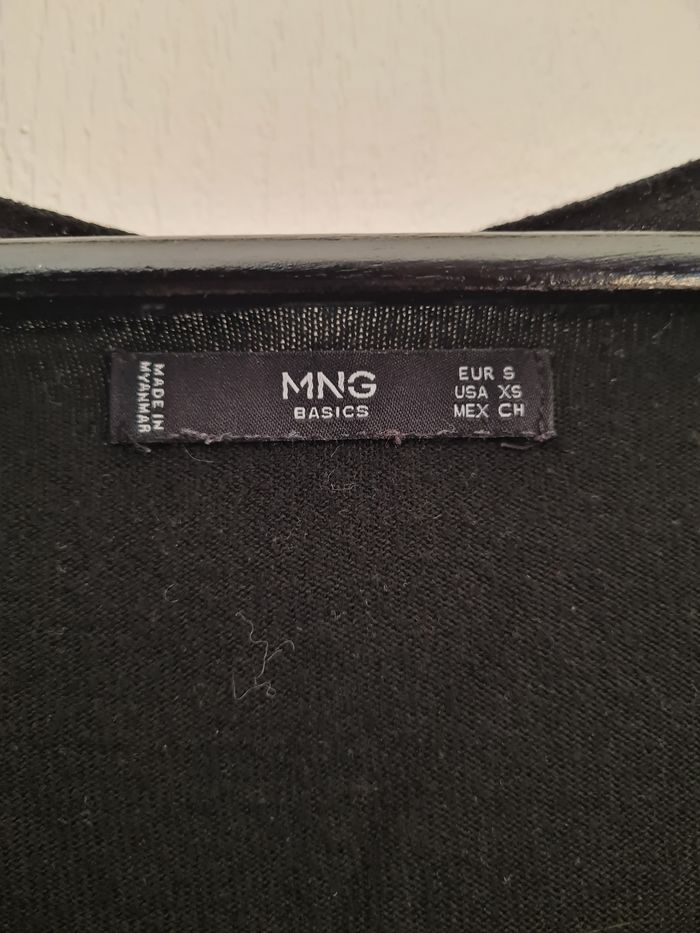 MADE IN
MYANMAR
MNG
BASICS
EUR S
USA XS
MEX CH